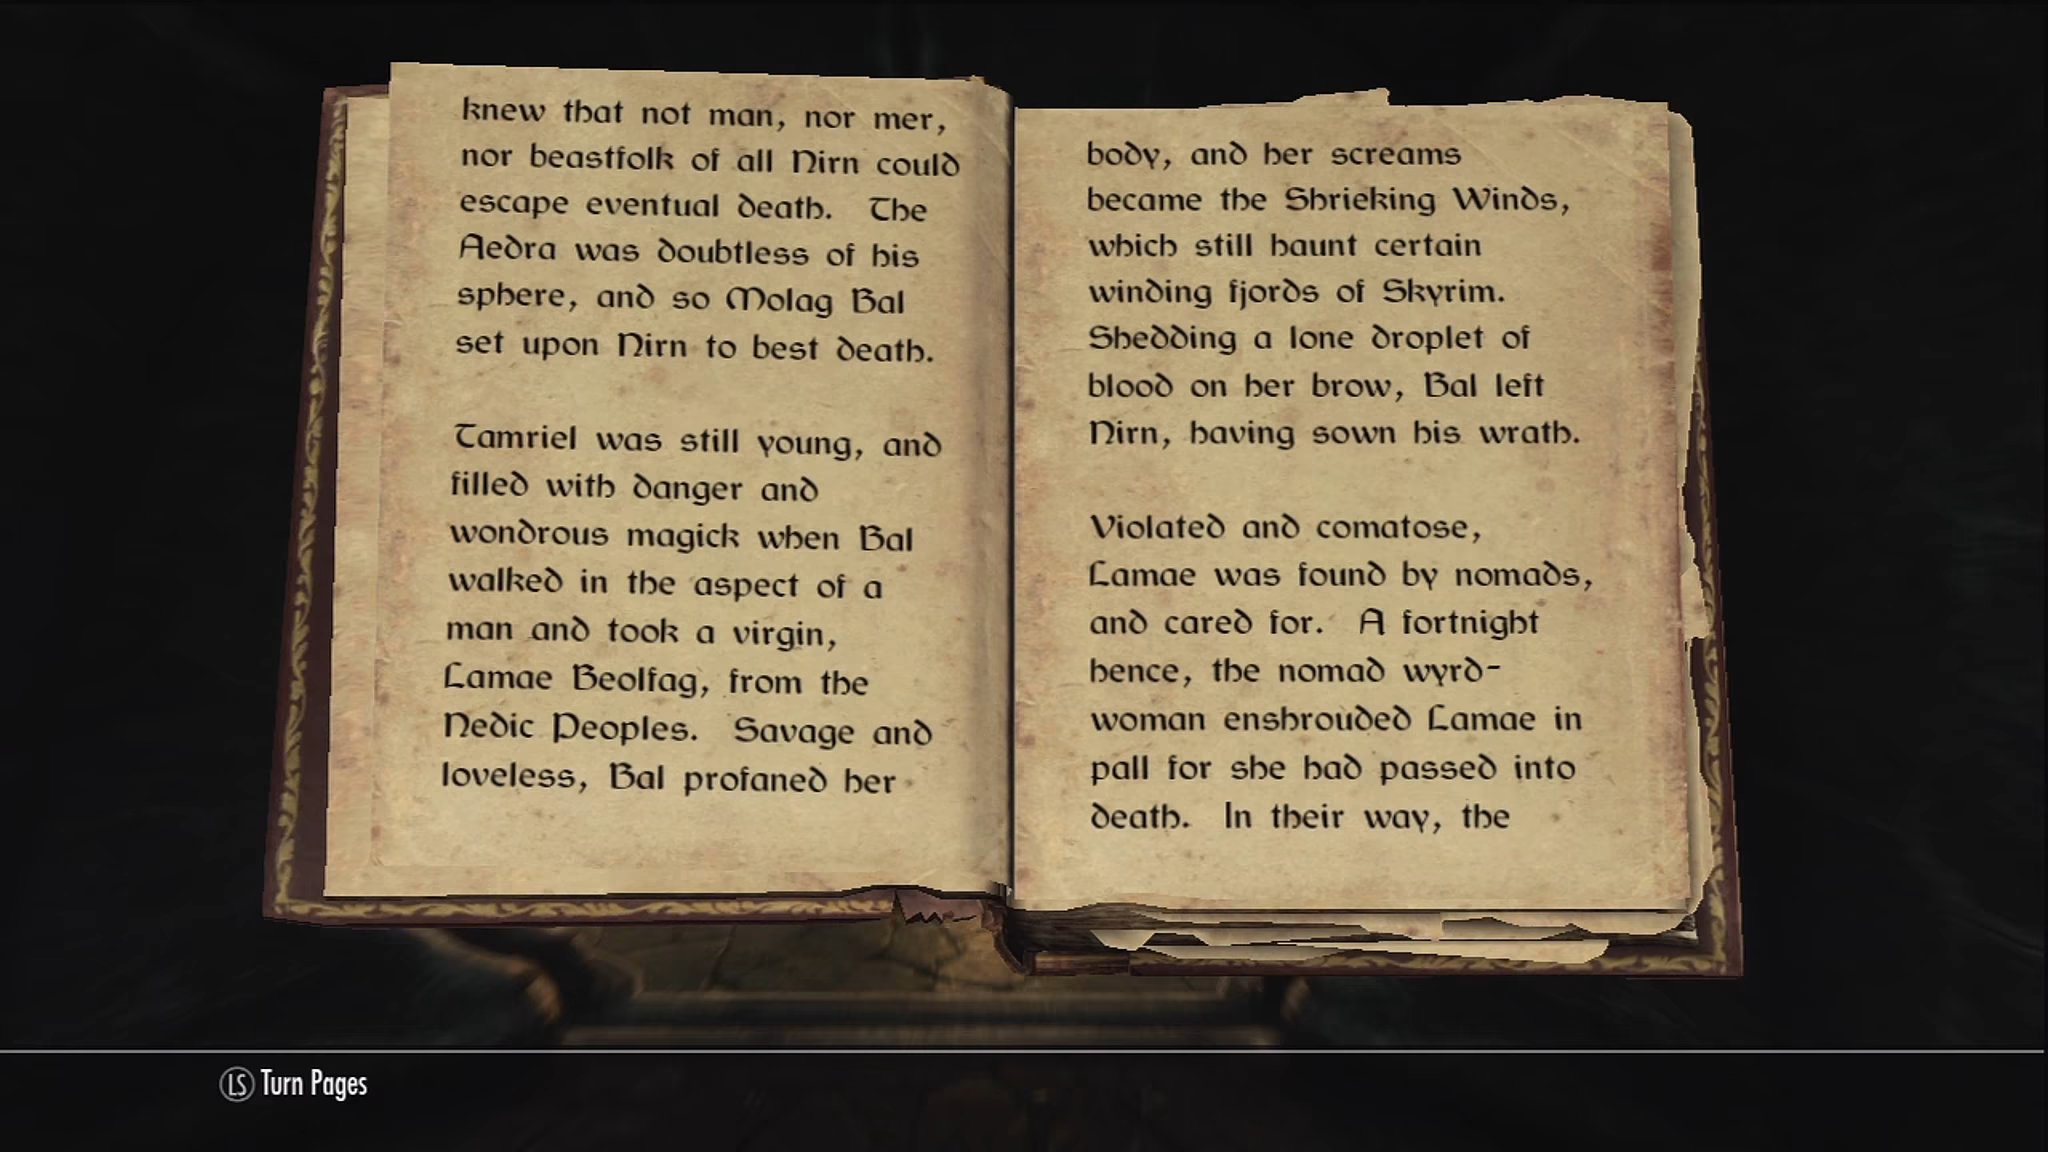 knew that not man, nor mer,
nor beastfolk of all Nirn could
escape eventual death.  The
Aedra was doubtless of his
sphere, and so Molag Bal
set upon Nirn to best death.
Tamriel was still young, and
filled with danger and
wondrous magick when Bal
walked in the aspect of a
man and took a virgin,
Lamae Beolfag, from the
Nedic Peoples.  Savage and
loveless, Bal profaned her
body, and her screams
became the Shrieking Winds,
which still haunt certain
winding fjords of Skyrim.
Shedding a lone droplet of
blood on her brow, Bal left
Nirn, having sown his wrath.
Violated and comatose,
Lamae was found by nomads,
and cared for.  A fortnight
hence, the nomad wyrd-
woman enshrouded Lamae in
pall for she had passed into
death.  In their way, the
LS Turn Pages